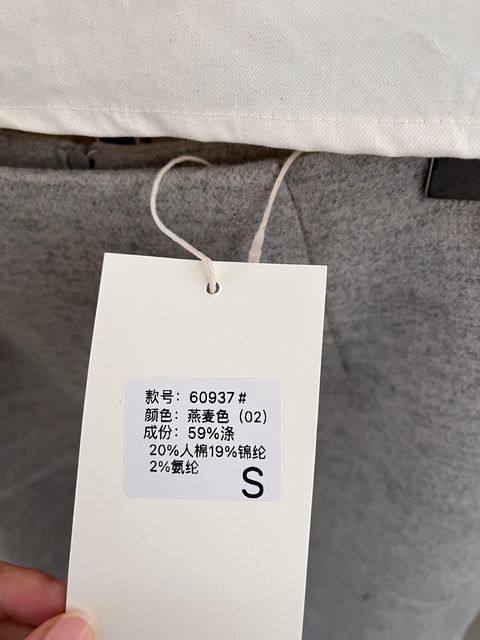 款号：60937#
颜色：燕麦色（02）
成份：59%涤
20%人棉19%锦纶
2%氨纶
S